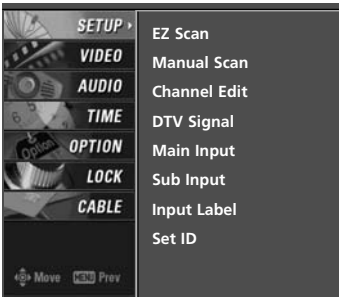 SETUP
VIDEO
AUDIO
TIME
OPTION
LOCK
CABLE
Move MENU Prev
EZ Scan
Manual Scan
Channel Edit
DTV Signal
Main Input
Sub Input
Input Label
Set ID